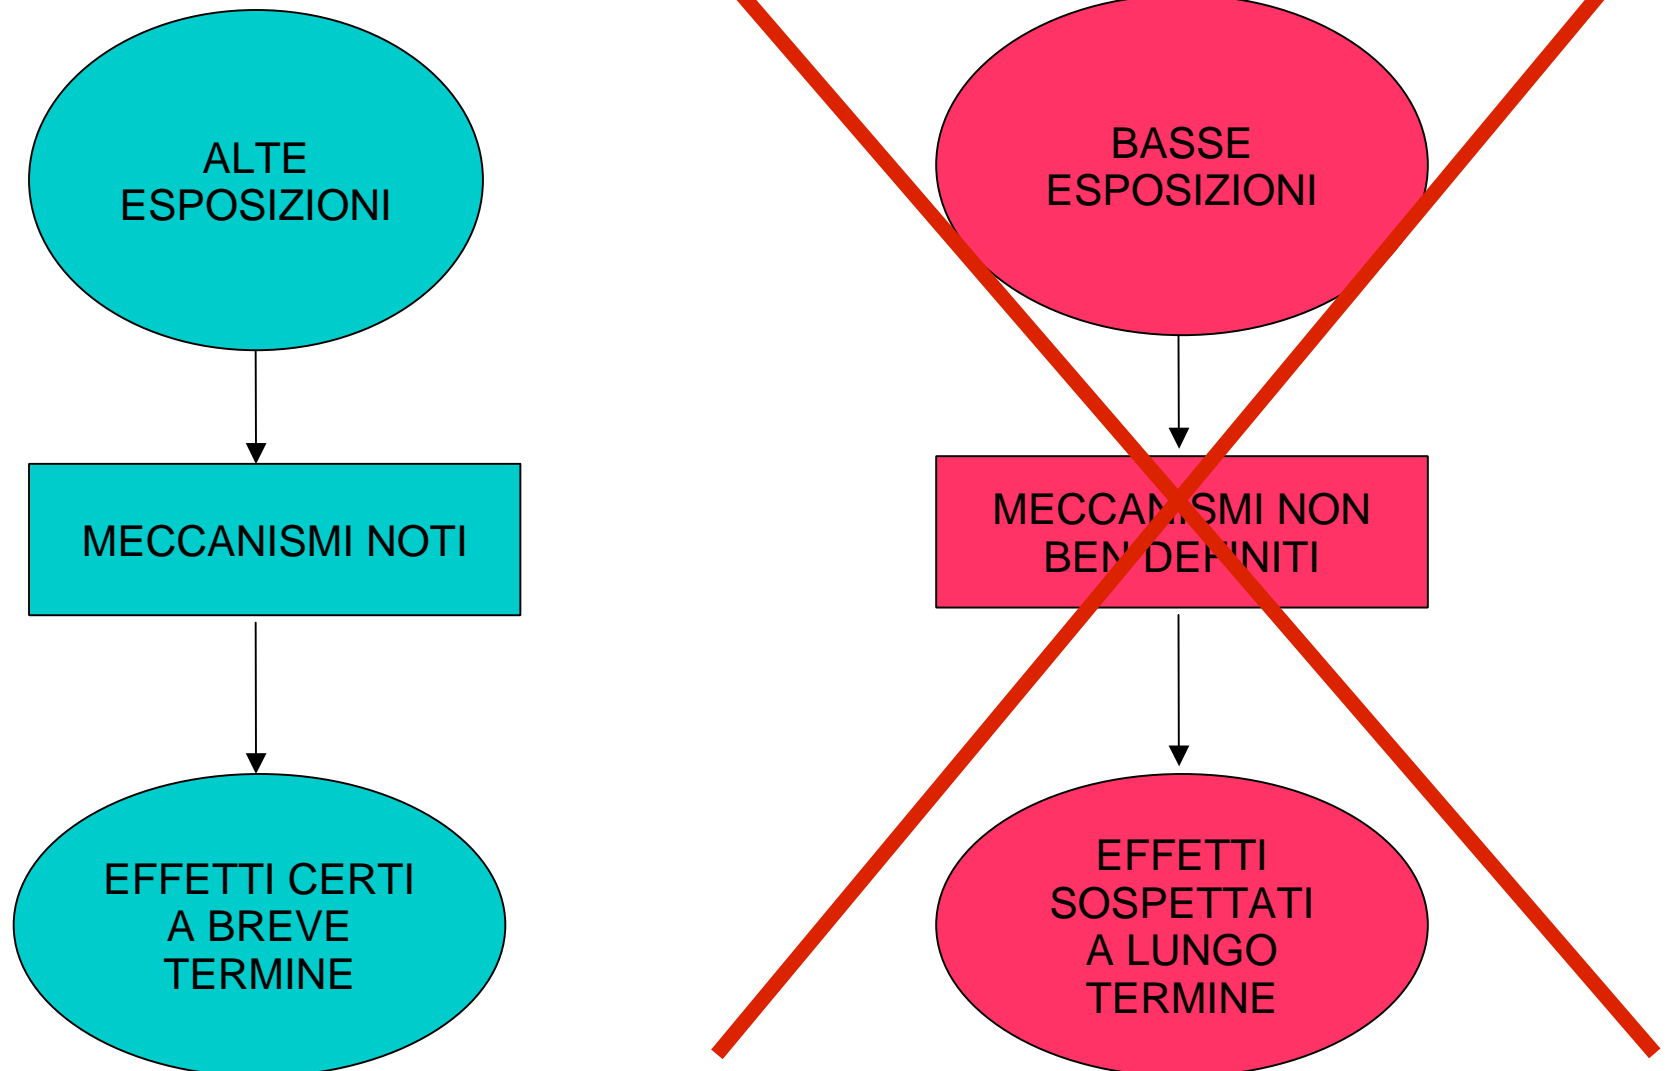 ALTE
ESPOSIZIONI
MECCANISMI NOTI
EFFETTI CERTI
A BREVE
TERMINE
BASSE
ESPOSIZIONI
MECCANISMI NON
BEN DEFINITI
EFFETTI
SOSPETTATI
A LUNGO
TERMINE